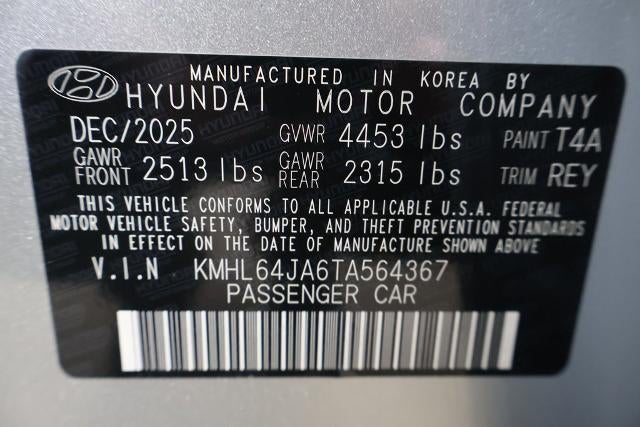 MANUFACTURED IN KOREA BY
HYUNDAI MOTOR COMPANY
DEC/2025 GVWR 4453 lbs PAINT T4A
GAWR FRONT 2513 lbs GAWR REAR 2315 lbs TRIM REY
THIS VEHICLE CONFORMS TO ALL APPLICABLE U.S.A. FEDERAL
MOTOR VEHICLE SAFETY, BUMPER, AND THEFT PREVENTION STANDARDS
IN EFFECT ON THE DATE OF MANUFACTURE SHOWN ABOVE
V.I.N KMHL64JA6TA564367
PASSENGER CAR